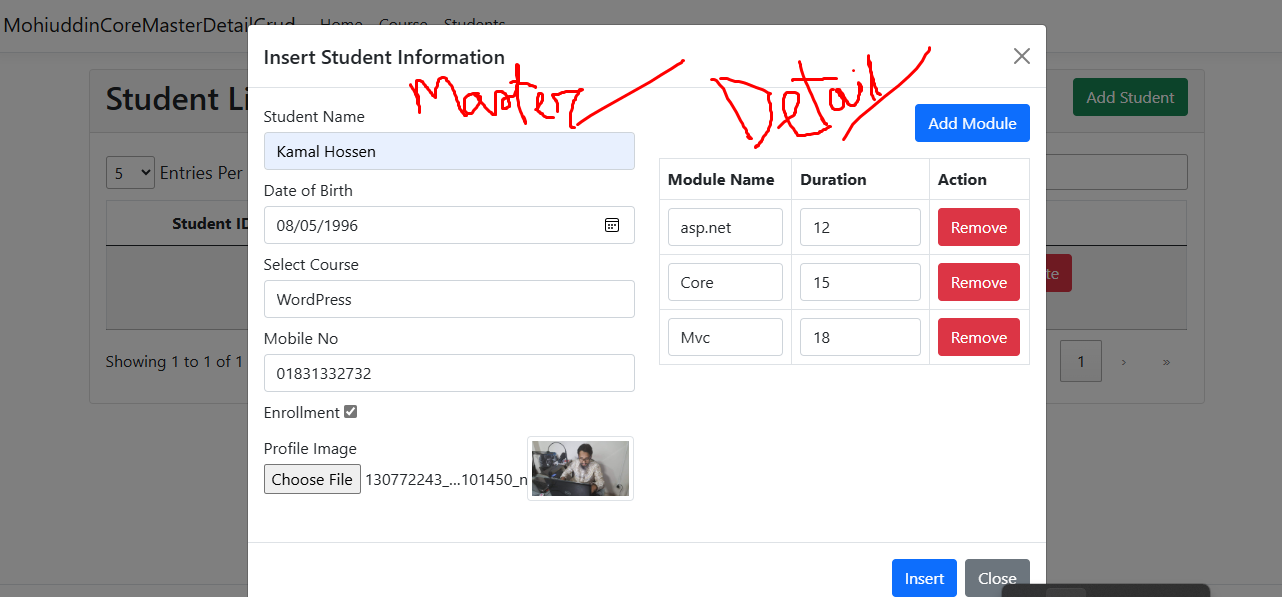 MohiuddinCoreMasterDetailCrud Home Course Students
Insert Student Information
Master Detail
Student Li
Add Student
Student Name
Kamal Hossen
Date of Birth
08/05/1996
Select Course
WordPress
Mobile No
01831332732
Enrollment
Profile Image
Choose File 130772243_...101450_n
Add Module
Module Name Duration Action
asp.net 12 Remove
Core 15 Remove
Mvc 18 Remove
5 Entries Per
Student ID
te
Showing 1 to 1 of 1
1 › »
Insert Close